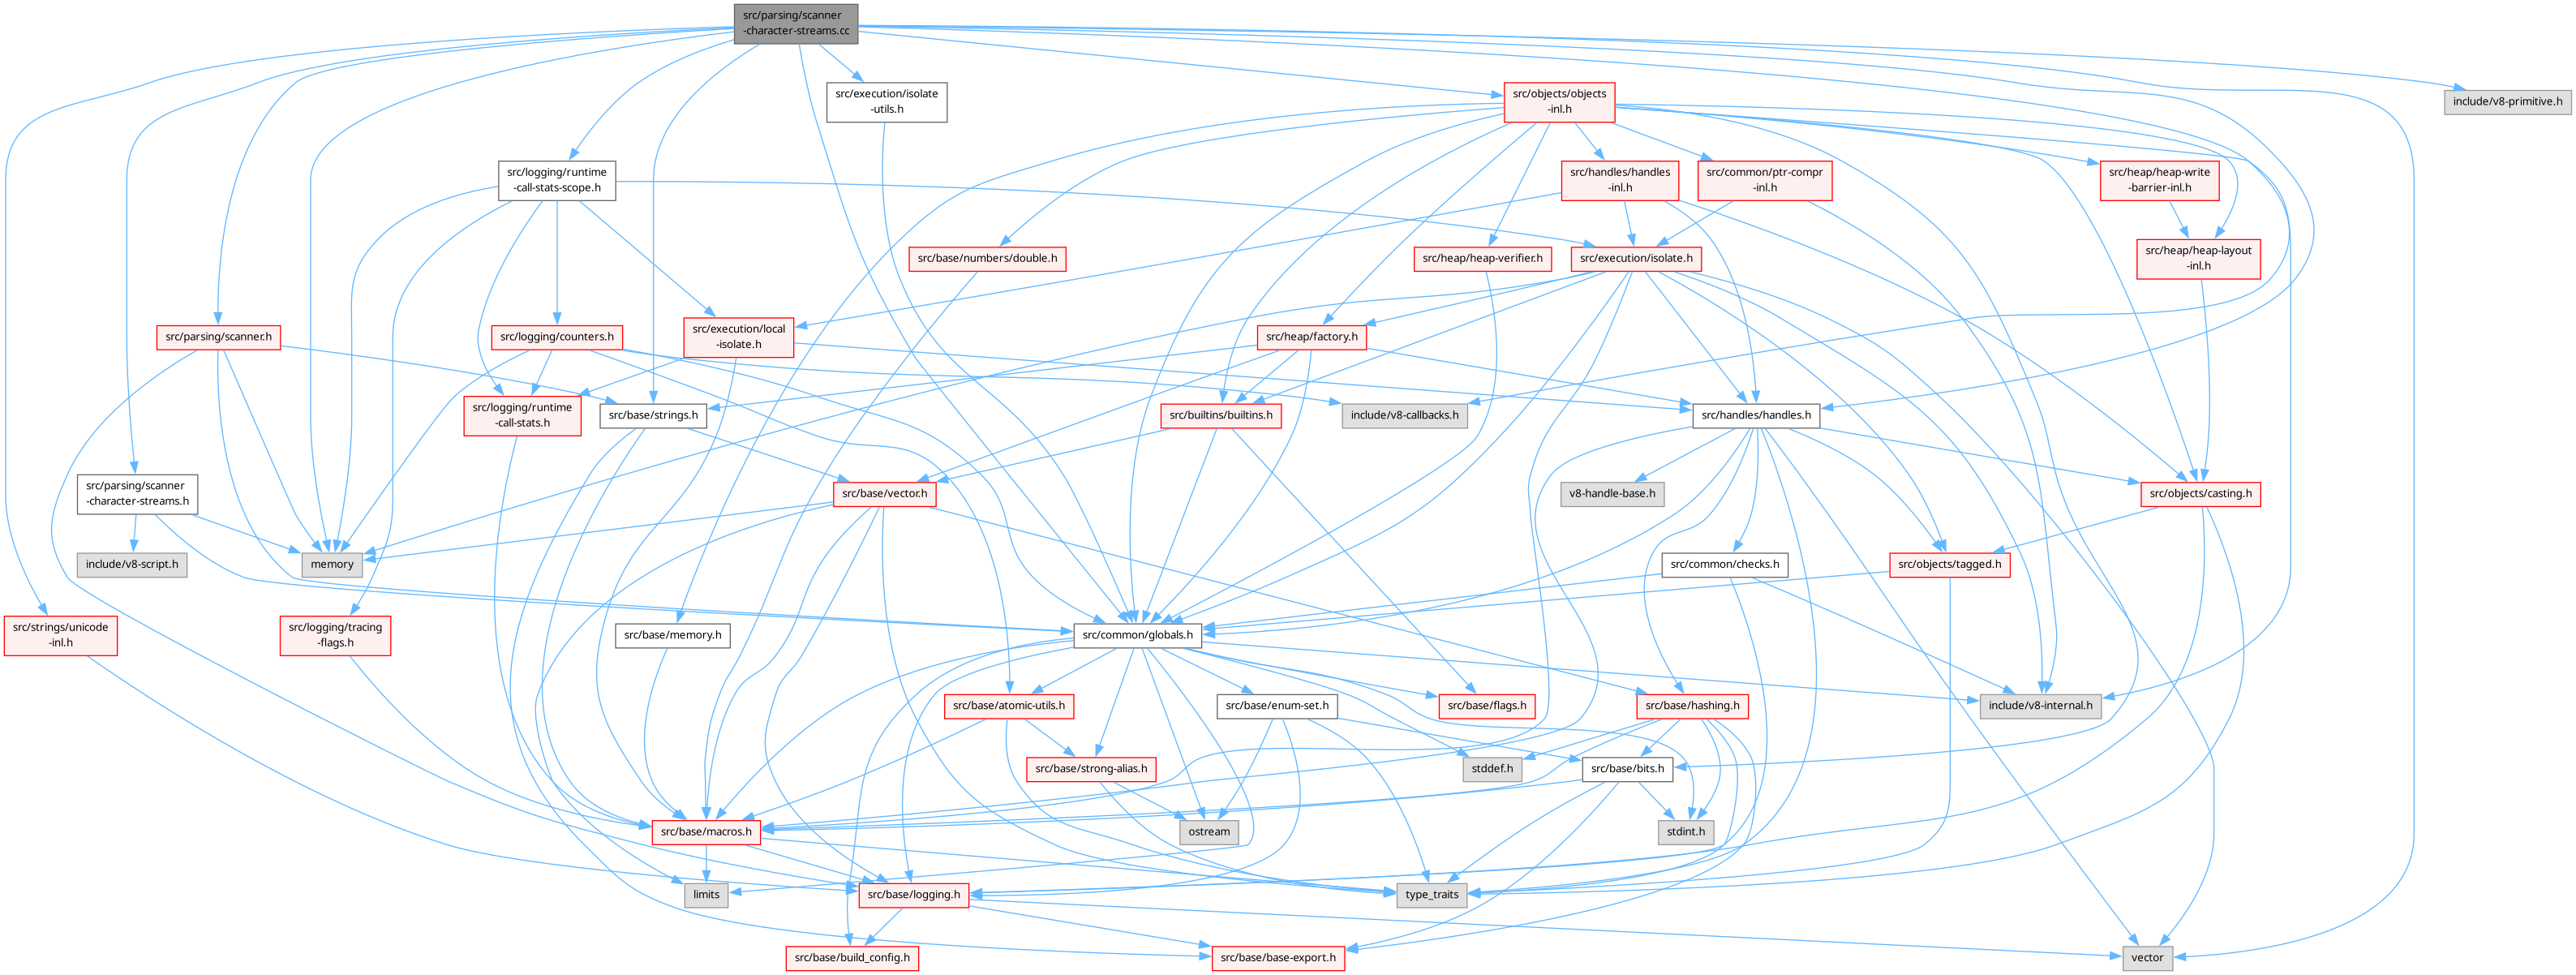 src/parsing/scanner
-character-streams.cc
src/execution/isolate
-utils.h
src/objects/objects
-inl.h
include/v8-primitive.h
src/logging/runtime
-call-stats-scope.h
src/handles/handles
-inl.h
src/common/ptr-compr
-inl.h
src/heap/heap-write
-barrier-inl.h
src/base/numbers/double.h
src/heap/heap-verifier.h
src/execution/isolate.h
src/heap/heap-layout
-inl.h
src/parsing/scanner.h
src/logging/counters.h
src/execution/local
-isolate.h
src/heap/factory.h
src/logging/runtime
-call-stats.h
src/base/strings.h
src/builtins/builtins.h
include/v8-callbacks.h
src/handles/handles.h
src/parsing/scanner
-character-streams.h
src/base/vector.h
v8-handle-base.h
src/objects/casting.h
include/v8-script.h
memory
src/common/checks.h
src/objects/tagged.h
src/strings/unicode
-inl.h
src/logging/tracing
-flags.h
src/base/memory.h
src/common/globals.h
src/base/atomic-utils.h
src/base/enum-set.h
src/base/flags.h
src/base/hashing.h
include/v8-internal.h
src/base/strong-alias.h
stddef.h
src/base/bits.h
src/base/macros.h
ostream
stdint.h
limits
src/base/logging.h
type_traits
src/base/build_config.h
src/base/base-export.h
vector